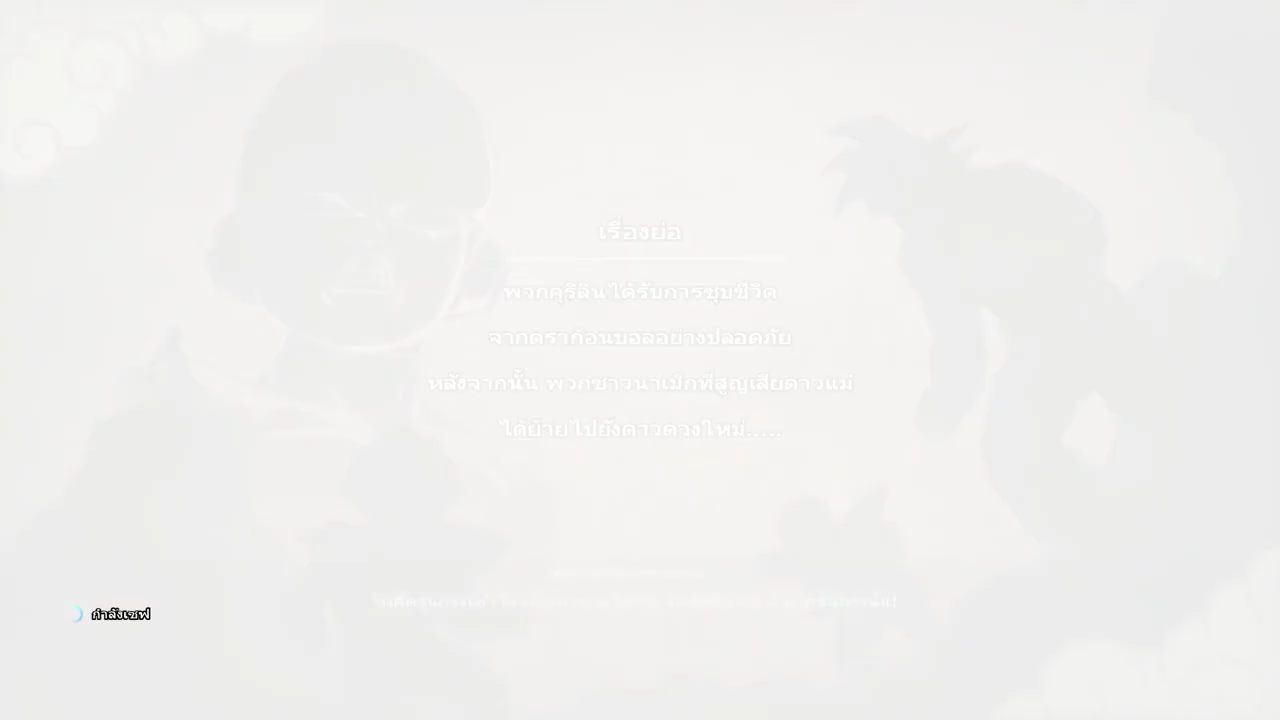 เรื่องย่อ
พวกคุริลินได้รับการชุบชีวิต
จากดราก้อนบอลอย่างปลอดภัย
หลังจากนั้น พวกชาวนาเม็กที่สูญเสียดาวแม่
ได้ย้ายไปยังดาวดวงใหม่.....
กำลังเซฟ